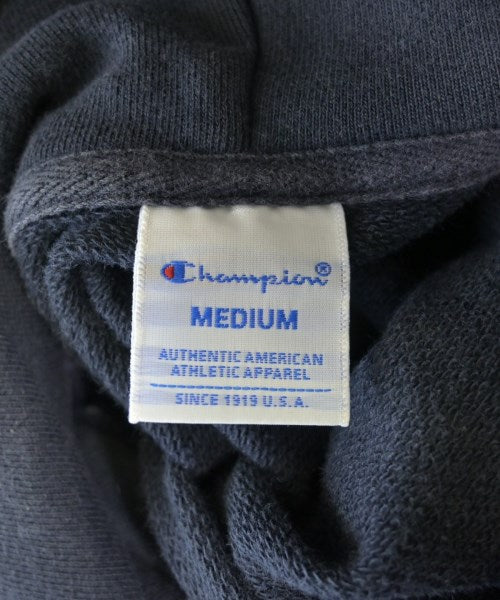 Champion®
MEDIUM
AUTHENTIC AMERICAN
ATHLETIC APPAREL
SINCE 1919 U.S.A.